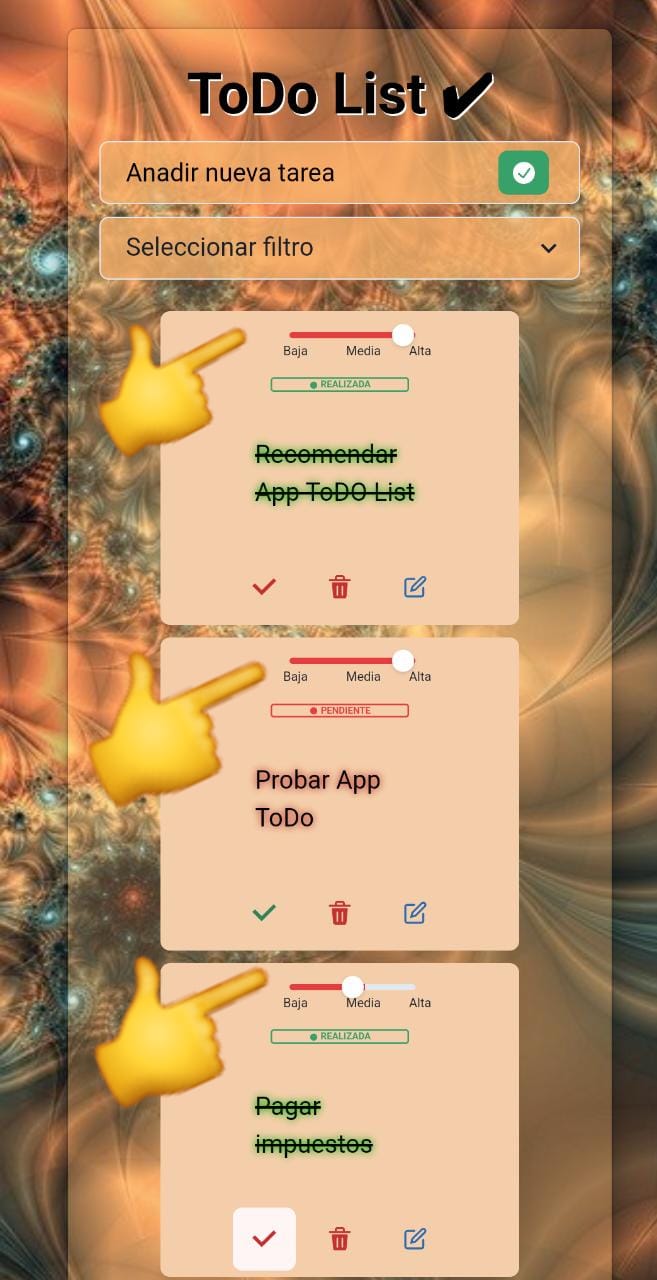 ToDo List ✔
Anadir nueva tarea
Seleccionar filtro
Baja Media Alta
REALIZADA
Recomendar
App ToDO List
Baja Media Alta
PENDIENTE
Probar App
ToDo
Baja Media Alta
REALIZADA
Pagar
impuestos